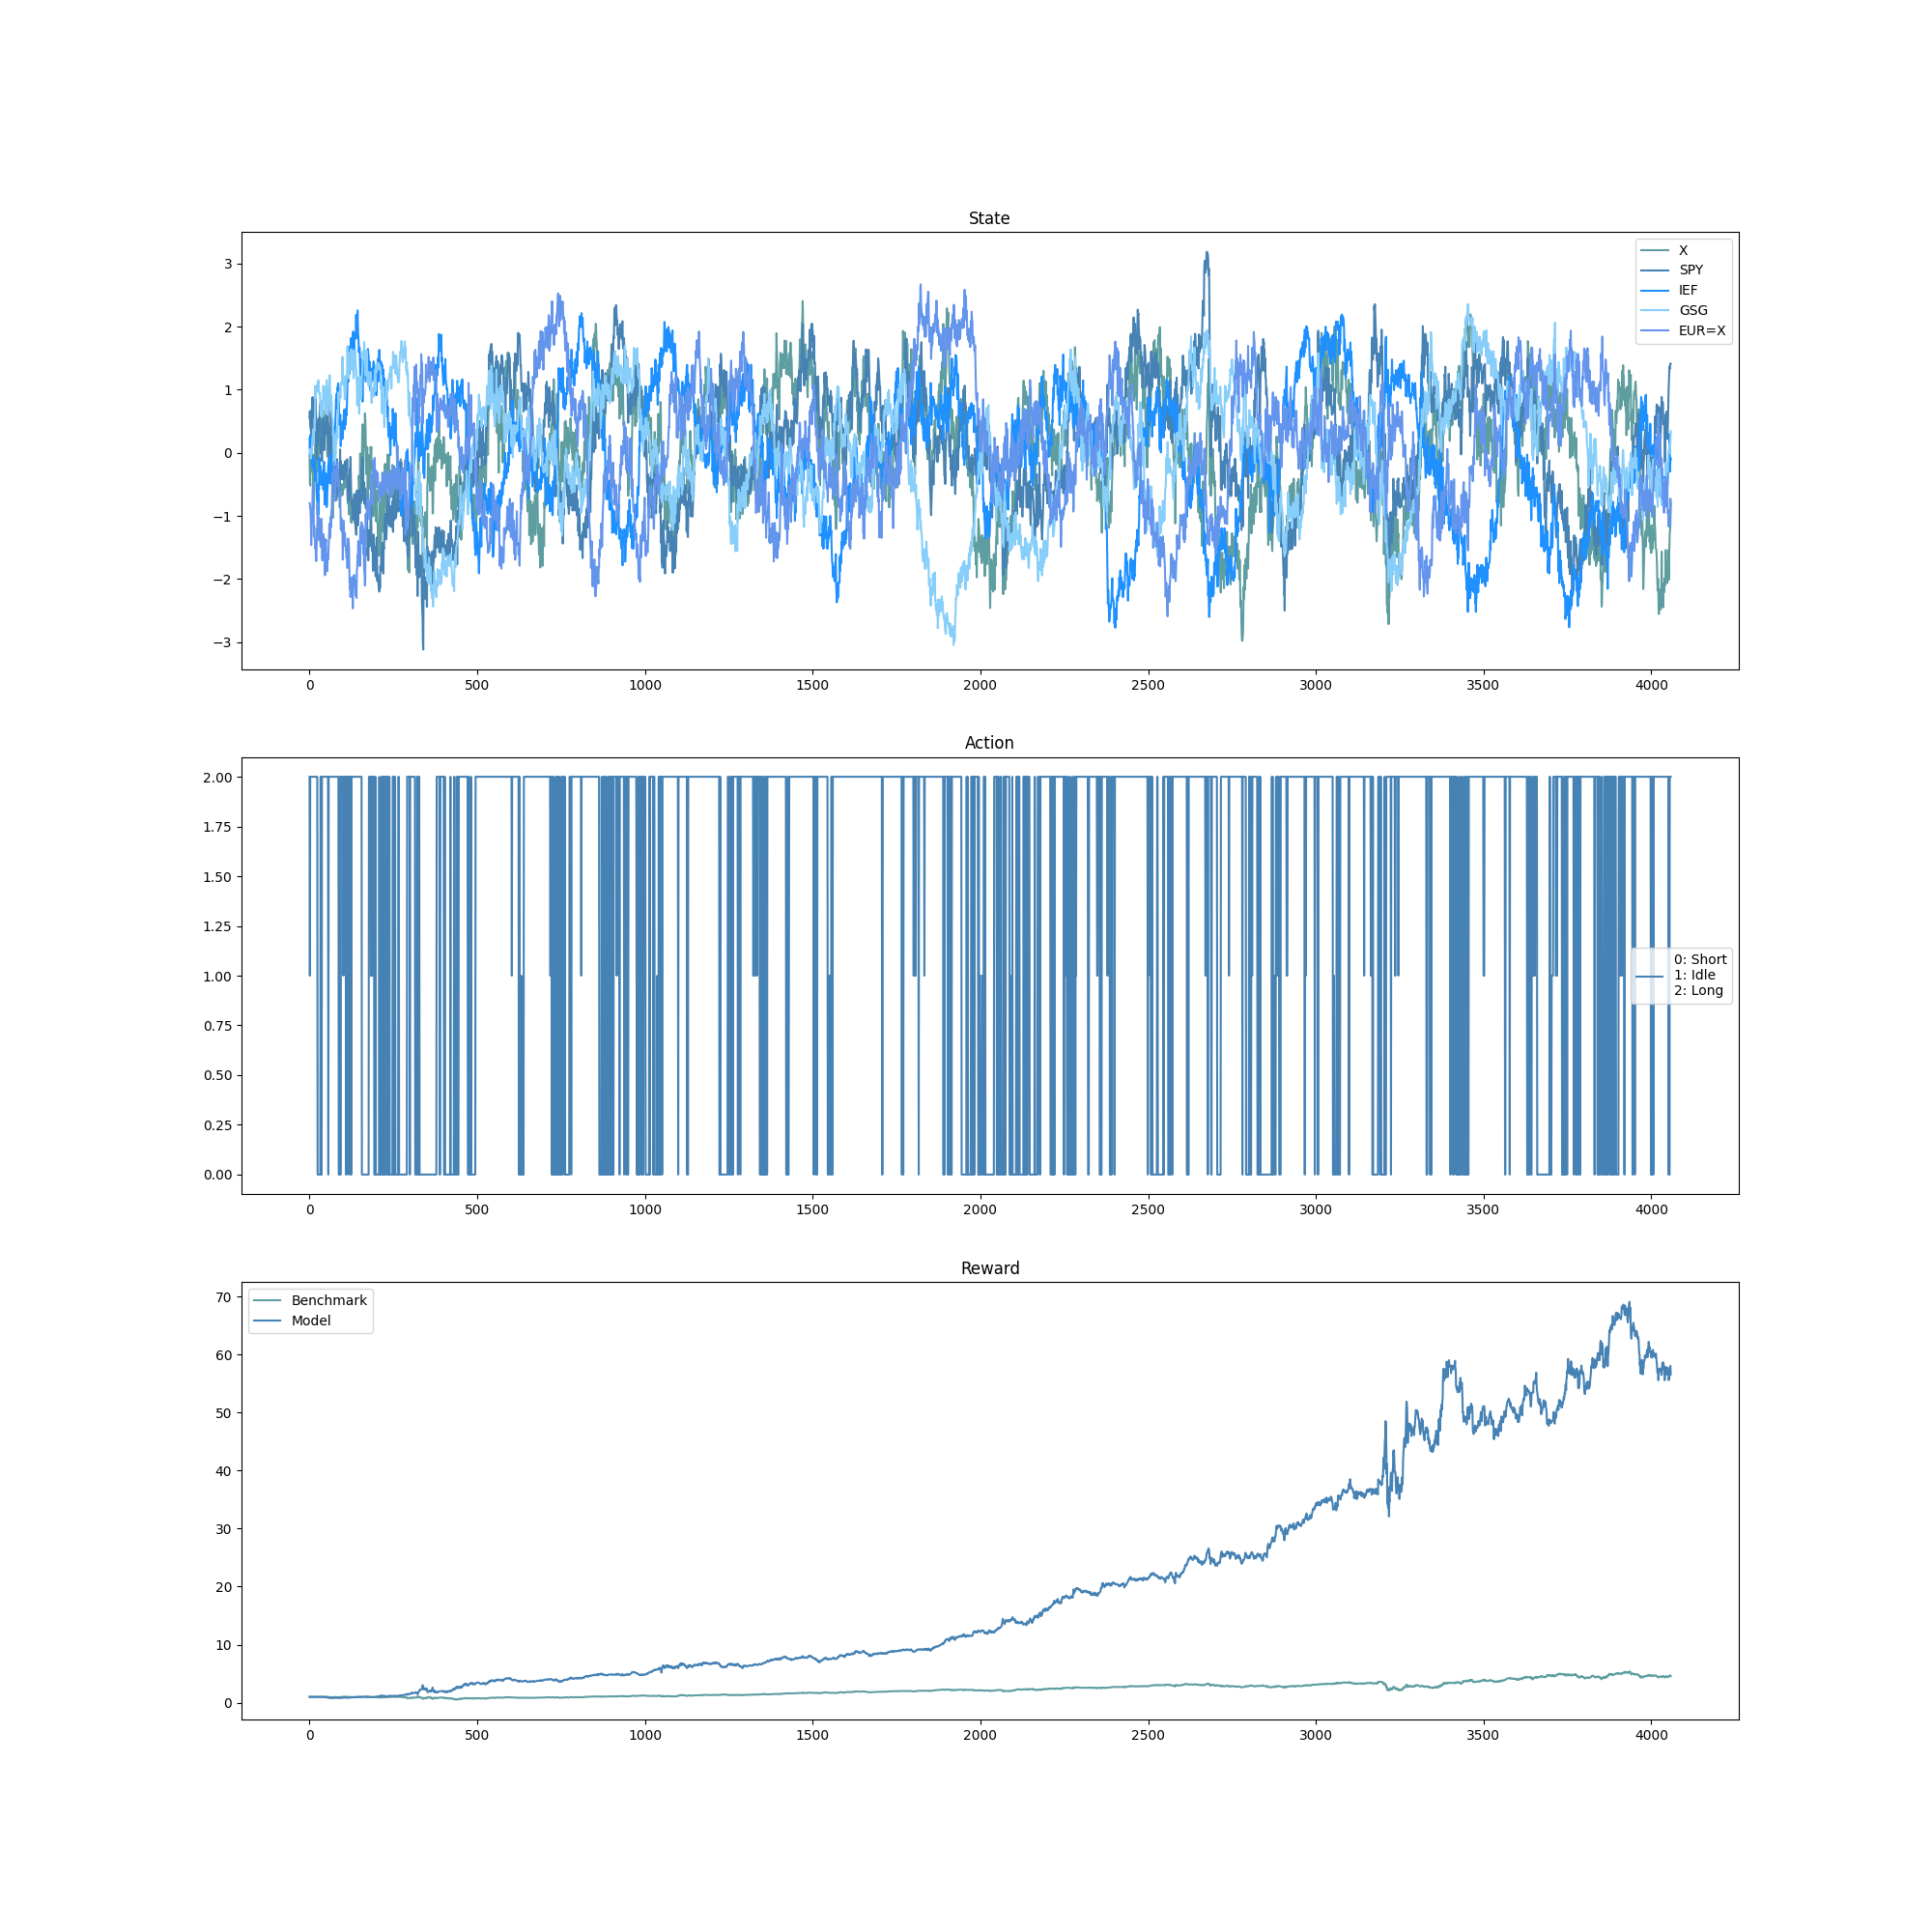 State
3
2
1
0
−1
−2
−3
X
SPY
IEF
GSG
EUR=X
0 500 1000 1500 2000 2500 3000 3500 4000
Action
2.00
1.75
1.50
1.25
1.00
0.75
0.50
0.25
0.00
0: Short
1: Idle
2: Long
0 500 1000 1500 2000 2500 3000 3500 4000
Reward
70
60
50
40
30
20
10
0
Benchmark
Model
0 500 1000 1500 2000 2500 3000 3500 4000